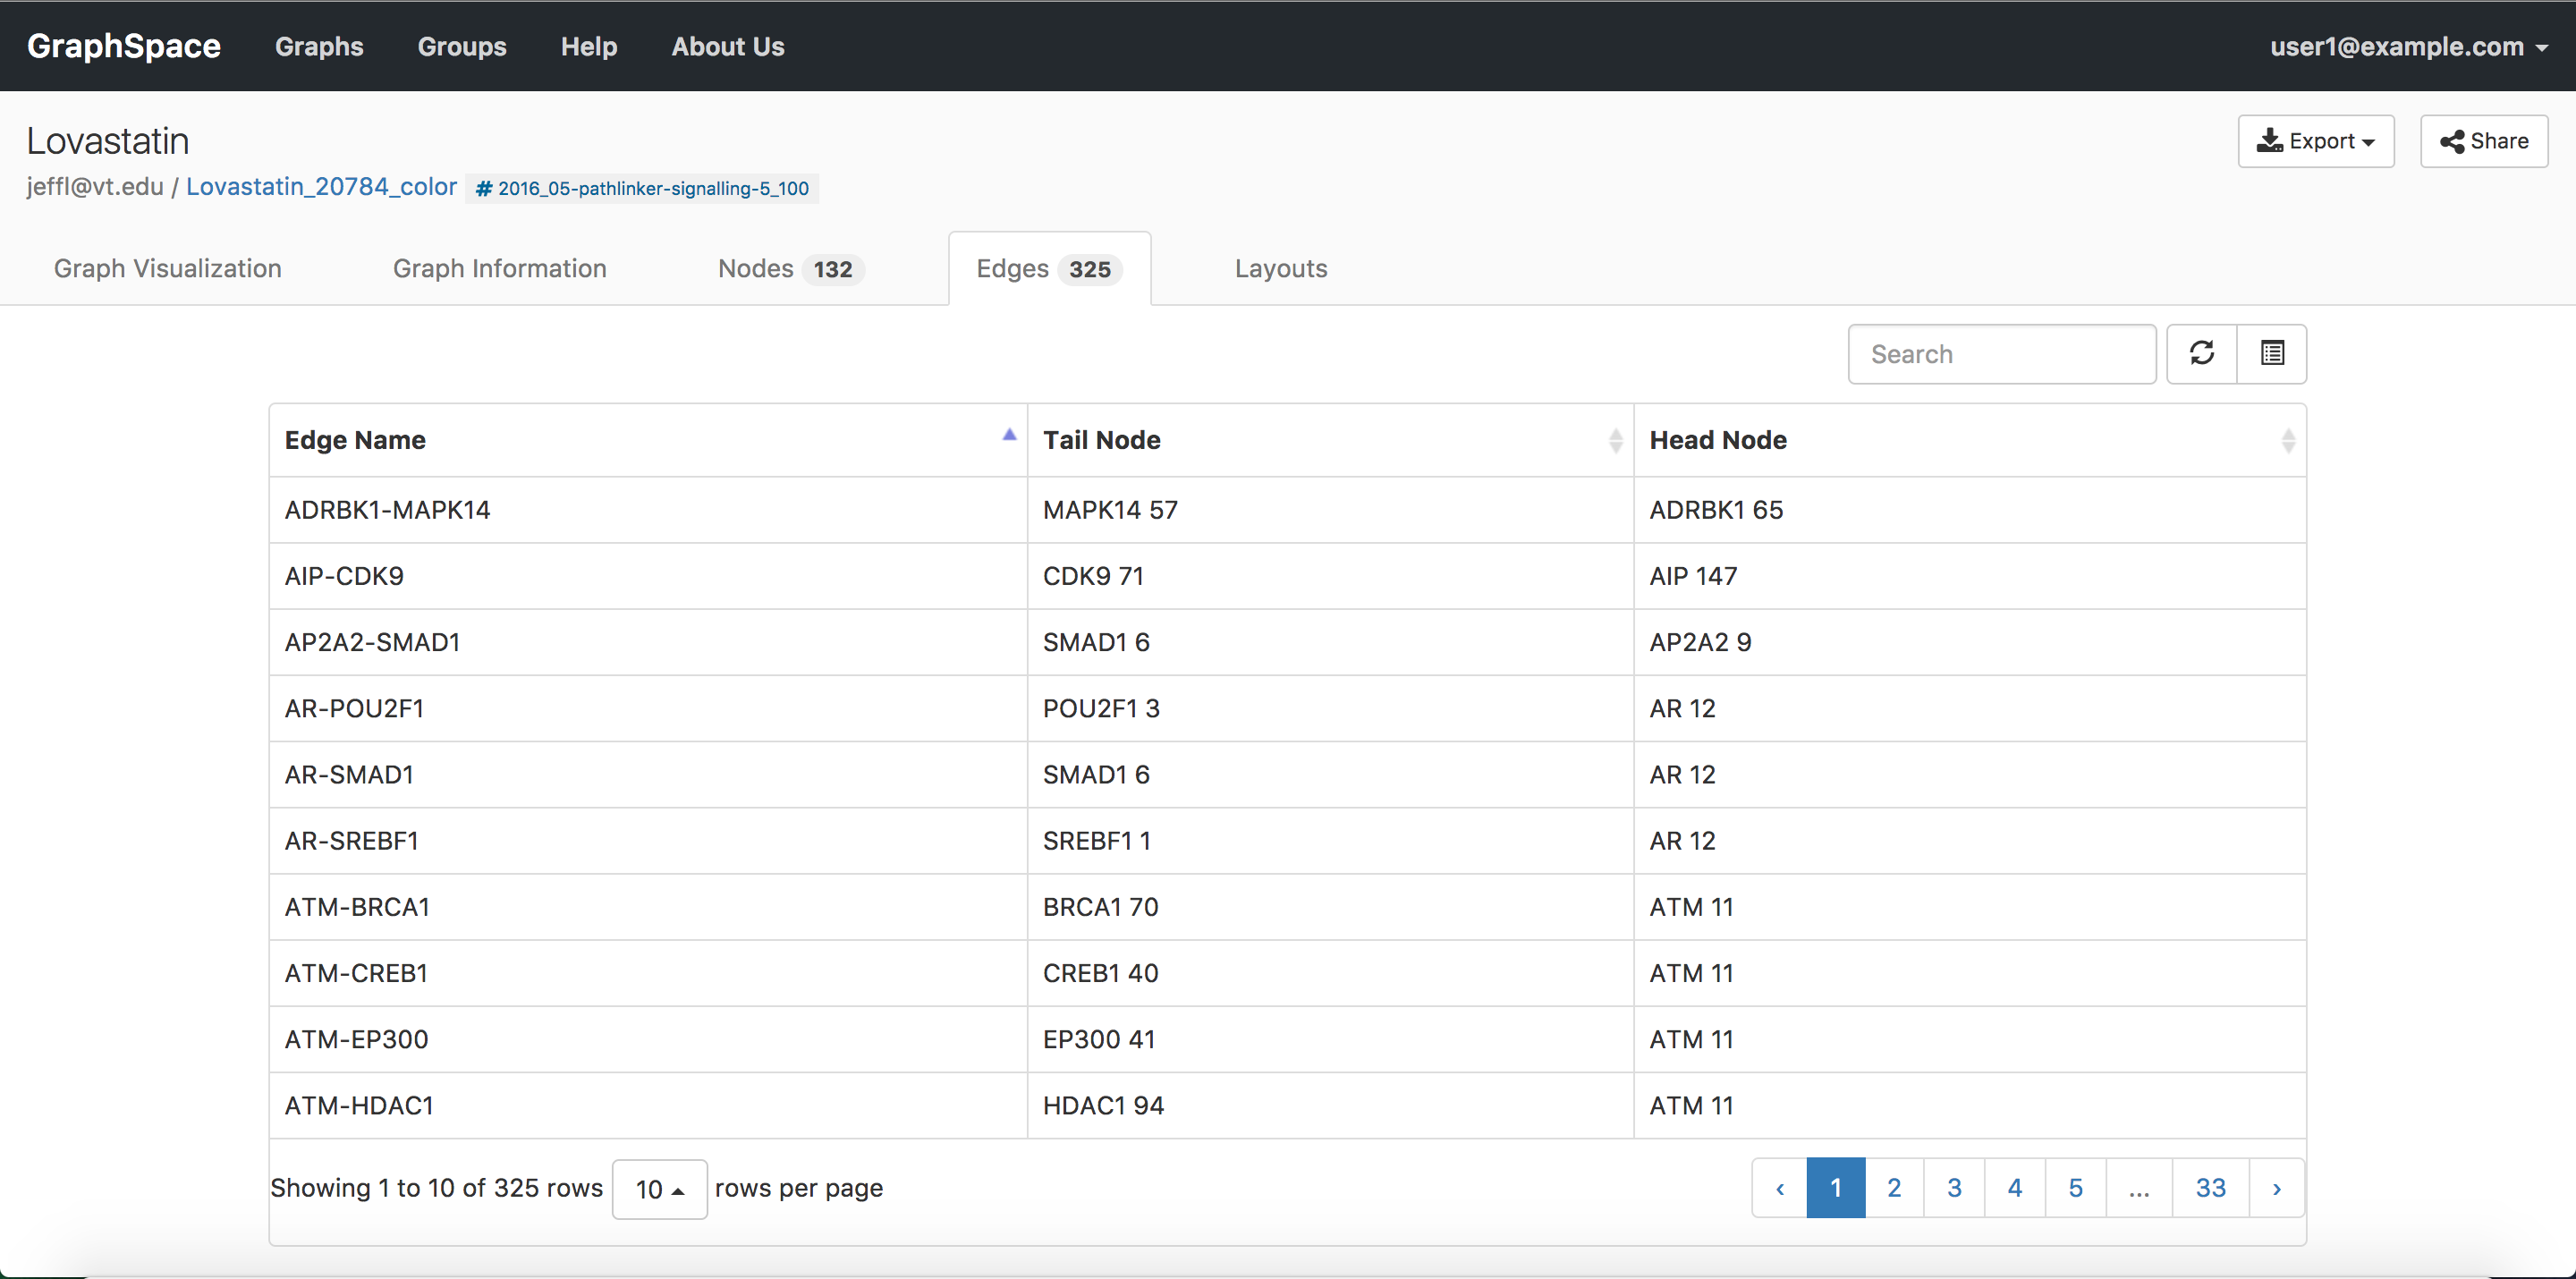 GraphSpace Graphs Groups Help About Us user1@example.com
Lovastatin Export Share
jeffl@vt.edu / Lovastatin_20784_color # 2016_05-pathlinker-signalling-5_100
Graph Visualization Graph Information Nodes 132 Edges 325 Layouts
Search
Edge Name Tail Node Head Node
ADRBK1-MAPK14 MAPK14 57 ADRBK1 65
AIP-CDK9 CDK9 71 AIP 147
AP2A2-SMAD1 SMAD1 6 AP2A2 9
AR-POU2F1 POU2F1 3 AR 12
AR-SMAD1 SMAD1 6 AR 12
AR-SREBF1 SREBF1 1 AR 12
ATM-BRCA1 BRCA1 70 ATM 11
ATM-CREB1 CREB1 40 ATM 11
ATM-EP300 EP300 41 ATM 11
ATM-HDAC1 HDAC1 94 ATM 11
Showing 1 to 10 of 325 rows 10 rows per page ‹ 1 2 3 4 5 ... 33 ›